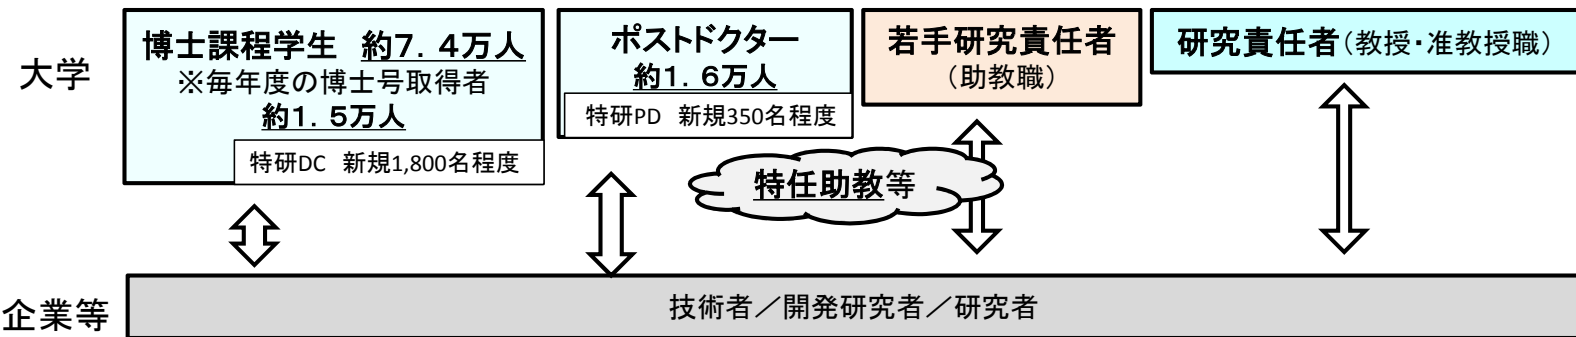 大学
博士課程学生 約7.4万人
※毎年度の博士号取得者
約1.5万人
特研DC 新規1,800名程度
ポストドクター
約1.6万人
特研PD 新規350名程度
若手研究責任者
(助教職)
研究責任者(教授・准教授職)
特任助教等
企業等
技術者/開発研究者/研究者